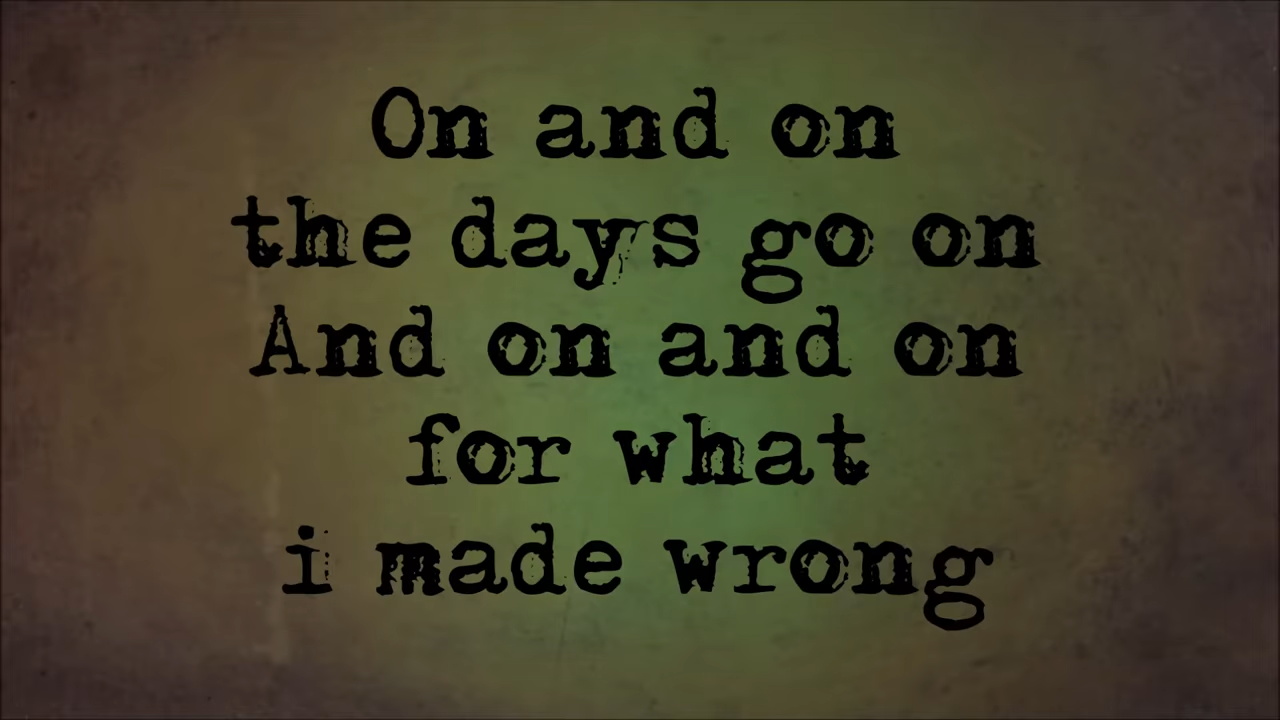 On and on
the days go on
And on and on
for what
i made wrong